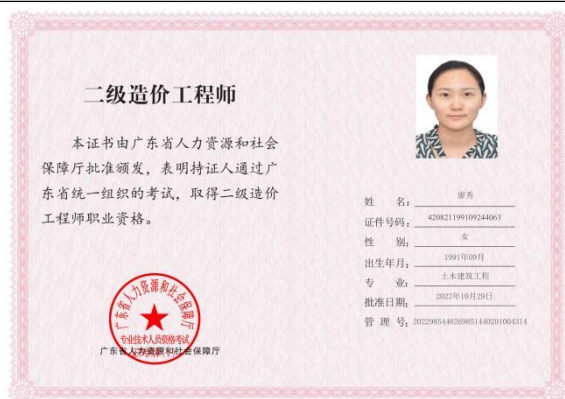 二级造价工程师
本证书由广东省人力资源和社会
保障厅批准颁发，表明持证人通过广
东省统一组织的考试，取得二级造价
工程师职业资格。
广东省人力资源和社会保障厅
专业技术人员资格考试
广东省人力资源和社会保障厅
姓 名：廖秀
证件号码：420821199109244063
性 别：女
出生年月：1991年09月
专 业：土木建筑工程
批准日期：2022年10月29日
管 理 号：2022985440269851440201004314